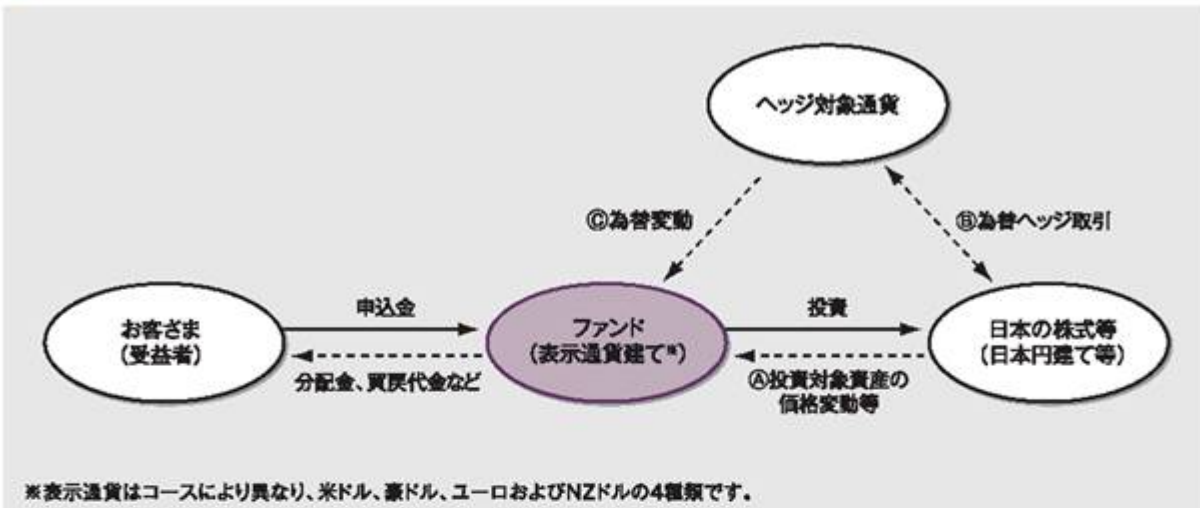 ヘッジ対象通貨
Ⓒ為替変動
Ⓑ為替ヘッジ取引
お客さま
(受益者)
申込金
分配金、買戻代金など
ファンド
(表示通貨建て※)
投資
Ⓐ投資対象資産の
価格変動等
日本の株式等
(日本円建て等)
※表示通貨はコースにより異なり、米ドル、豪ドル、ユーロおよびNZドルの4種類です。